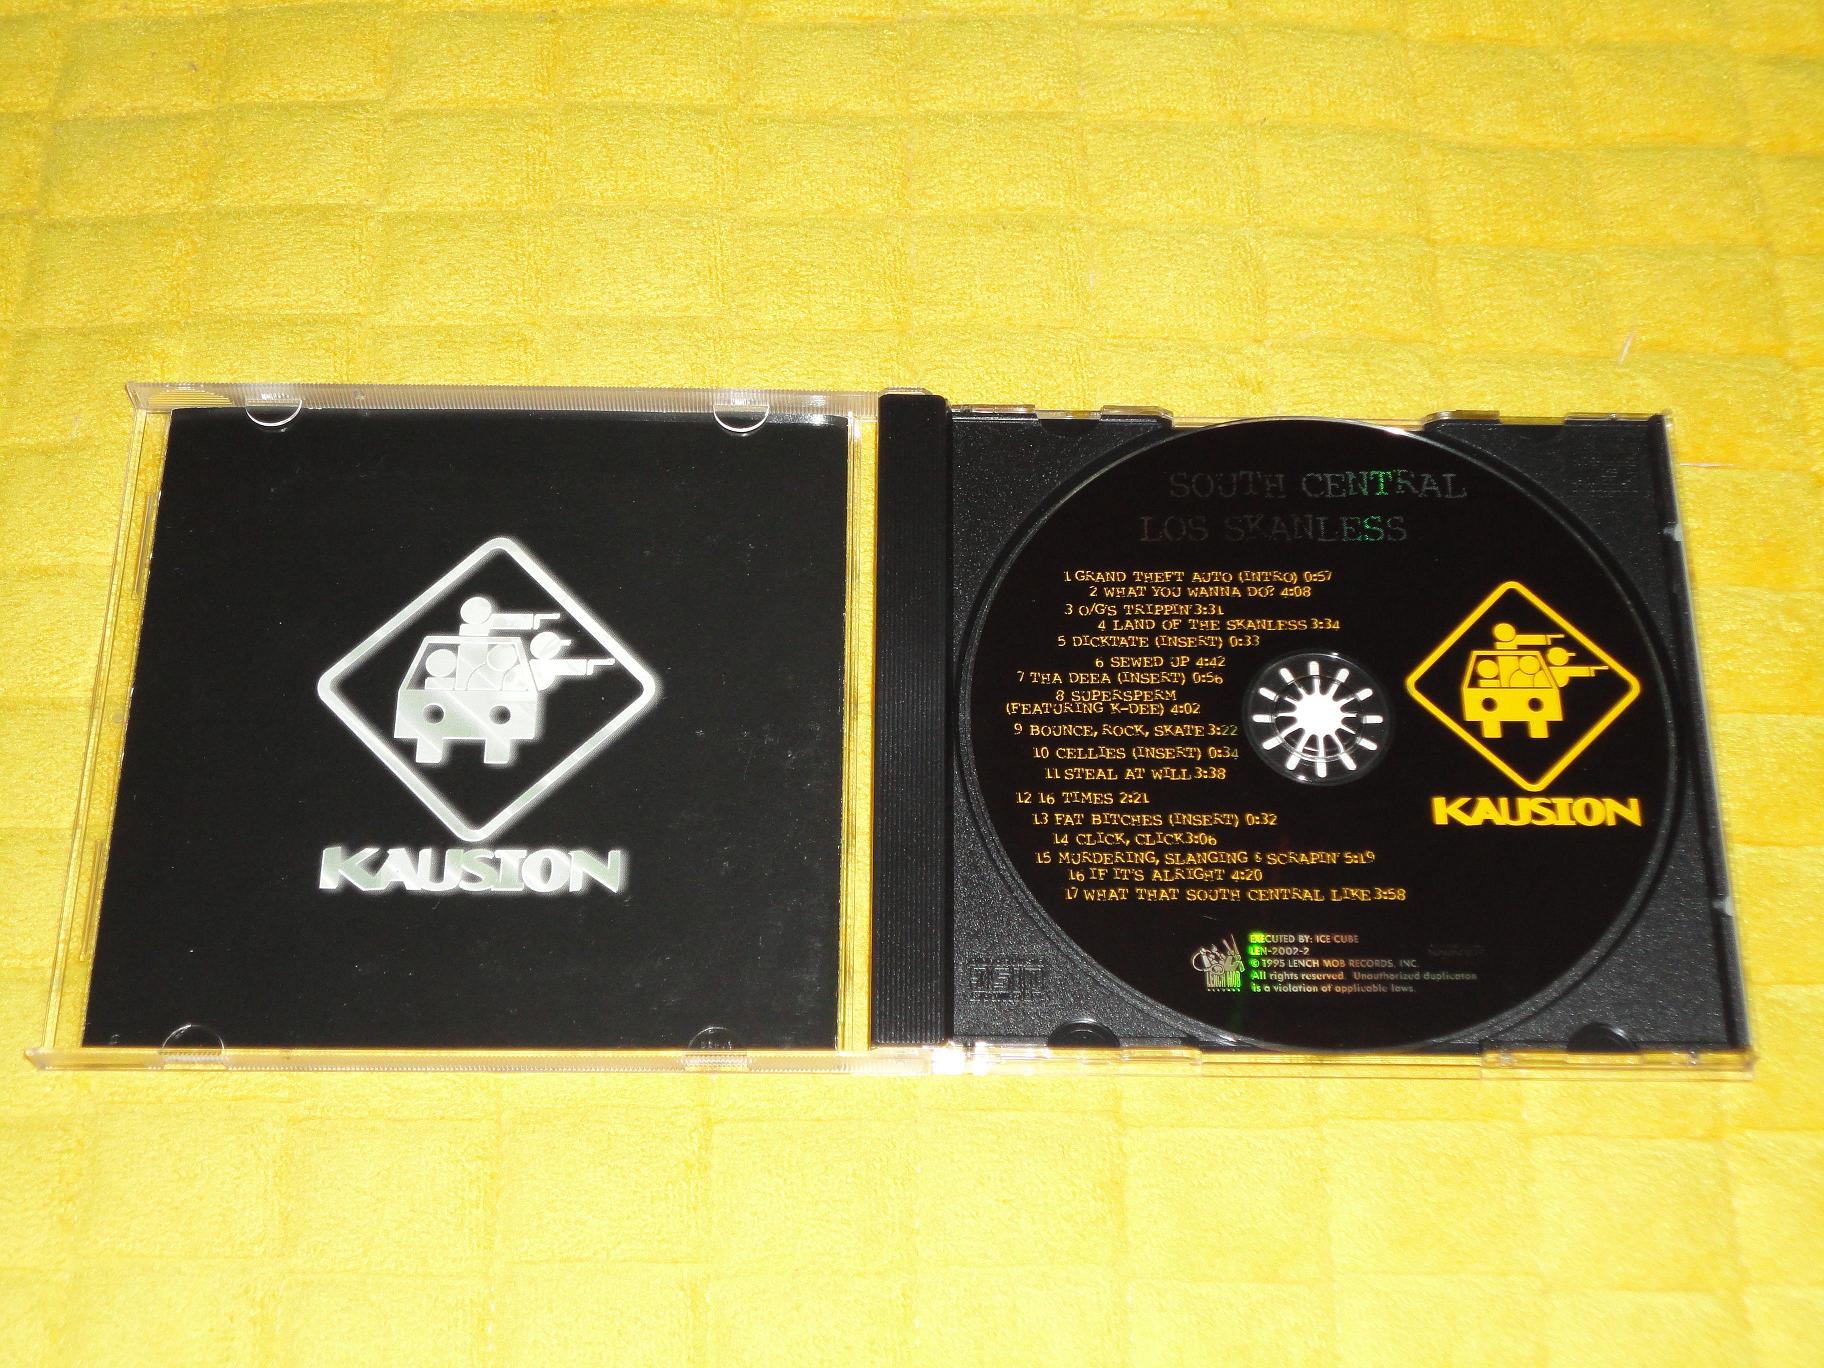 KAUSION
SOUTH CENTRAL
LOS SKANLESS
1 GRAND THEFT AUTO (INTRO) 0:57
2 WHAT YOU WANNA DO? 4:08
3 O/G'S TRIPPIN' 3:31
4 LAND OF THE SKANLESS 3:34
5 DICKTATE (INSERT) 0:33
6 SEWED UP 4:42
7 THA DEEA (INSERT) 0:56
8 SUPERSPERM
(FEATURING K-DEE) 4:02
9 BOUNCE, ROCK, SKATE 3:22
10 CELLIES (INSERT) 0:34
11 STEAL AT WILL 3:38
12 16 TIMES 2:21
13 FAT BITCHES (INSERT) 0:32
14 CLICK, CLICK 3:06
15 MURDERING, SLANGING & SCRAPIN' 5:19
16 IF IT'S ALRIGHT 4:20
17 WHAT THAT SOUTH CENTRAL LIKE 3:58
KAUSION
LENCH MOB
RECORDS
EXECUTED BY: ICE CUBE
LEN-2002-2
© 1995 LENCH MOB RECORDS, INC.
All rights reserved. Unauthorized duplication
is a violation of applicable laws.